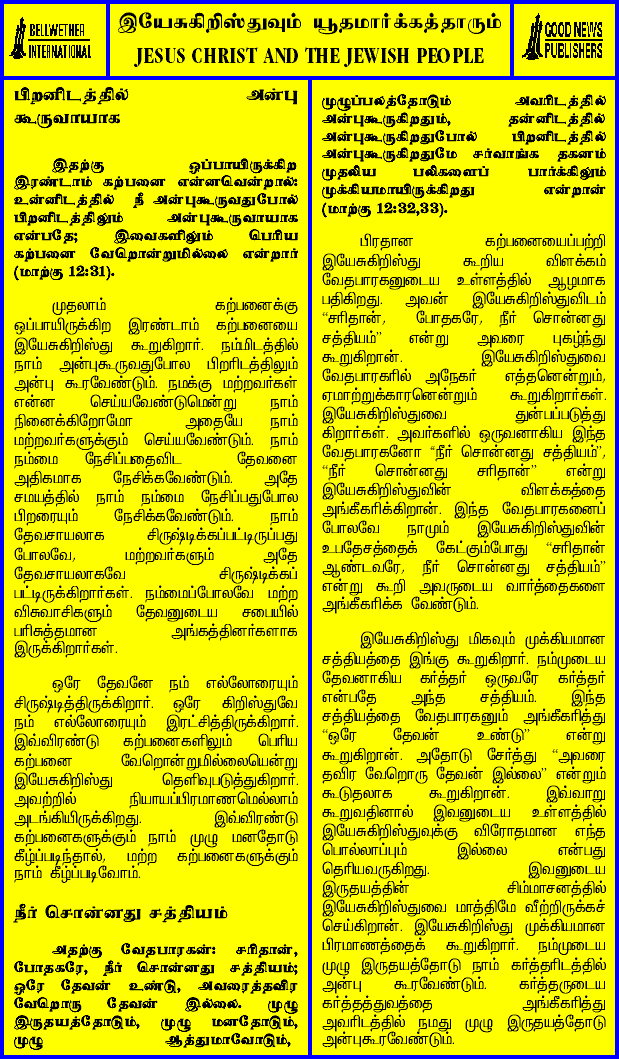 BELLWETHER
INTERNATIONAL
இயேசுகிறிஸ்துவும் யூதமார்க்கத்தாரும்
JESUS CHRIST AND THE JEWISH PEOPLE
GOOD NEWS
PUBLISHERS
பிறனிடத்தில் அன்பு
கூருவாயாக
இதற்கு ஒப்பாயிருக்கிற
இரண்டாம் கற்பனை என்னவென்றால்:
உன்னிடத்தில் நீ அன்புகூருவதுபோல்
பிறனிடத்திலும் அன்புகூருவாயாக
என்பதே; இவைகளிலும் பெரிய
கற்பனை வேறொன்றுமில்லை என்றார்
(மாற்கு 12:31).
முதலாம் கற்பனைக்கு
ஒப்பாயிருக்கிற இரண்டாம் கற்பனையை
இயேசுகிறிஸ்து கூறுகிறார். நம்மிடத்தில்
நாம் அன்புகூருவதுபோல பிறரிடத்திலும்
அன்பு கூரவேண்டும். நமக்கு மற்றவர்கள்
என்ன செய்யவேண்டுமென்று நாம்
நினைக்கிறோமோ அதையே நாம்
மற்றவர்களுக்கும் செய்யவேண்டும். நாம்
நம்மை நேசிப்பதைவிட தேவனை
அதிகமாக நேசிக்கவேண்டும். அதே
சமயத்தில் நாம் நம்மை நேசிப்பதுபோல
பிறரையும் நேசிக்கவேண்டும். நாம்
தேவசாயலாக சிருஷ்டிக்கப்பட்டிருப்பது
போலவே, மற்றவர்களும் அதே
தேவசாயலாகவே சிருஷ்டிக்கப்
பட்டிருக்கிறார்கள். நம்மைப்போலவே மற்ற
விசுவாசிகளும் தேவனுடைய சபையில்
பரிசுத்தமான அங்கத்தினர்களாக
இருக்கிறார்கள்.
ஒரே தேவனே நம் எல்லோரையும்
சிருஷ்டித்திருக்கிறார். ஒரே கிறிஸ்துவே
நம் எல்லோரையும் இரட்சித்திருக்கிறார்.
இவ்விரண்டு கற்பனைகளிலும் பெரிய
கற்பனை வேறொன்றுமில்லையென்று
இயேசுகிறிஸ்து தெளிவுபடுத்துகிறார்.
அவற்றில் நியாயப்பிரமாணமெல்லாம்
அடங்கியிருக்கிறது. இவ்விரண்டு
கற்பனைகளுக்கும் நாம் முழு மனதோடு
கீழ்ப்படிந்தால், மற்ற கற்பனைகளுக்கும்
நாம் கீழ்ப்படிவோம்.
நீர் சொன்னது சத்தியம்
அதற்கு வேதபாரகன்: சரிதான்,
போதகரே, நீர் சொன்னது சத்தியம்;
ஒரே தேவன் உண்டு, அவரைத்தவிர
வேறொரு தேவன் இல்லை. முழு
இருதயத்தோடும், முழு மனதோடும்,
முழு ஆத்துமாவோடும்,
முழுப்பலத்தோடும் அவரிடத்தில்
அன்புகூருகிறதும், தன்னிடத்தில்
அன்புகூருகிறதுபோல் பிறனிடத்தில்
அன்புகூருகிறதுமே சர்வாங்க தகனம்
முதலிய பலிகளைப் பார்க்கிலும்
முக்கியமாயிருக்கிறது என்றான்
(மாற்கு 12:32,33).
பிரதான கற்பனையைப்பற்றி
இயேசுகிறிஸ்து கூறிய விளக்கம்
வேதபாரகனுடைய உள்ளத்தில் ஆழமாக
பதிகிறது. அவன் இயேசுகிறிஸ்துவிடம்
“சரிதான், போதகரே, நீர் சொன்னது
சத்தியம்” என்று அவரை புகழ்ந்து
கூறுகிறான். இயேசுகிறிஸ்துவை
வேதபாரகரில் அநேகர் எத்தனென்றும்,
ஏமாற்றுக்காரனென்றும் கூறுகிறார்கள்.
இயேசுகிறிஸ்துவை துன்பப்படுத்து
கிறார்கள். அவர்களில் ஒருவனாகிய இந்த
வேதபாரகனோ “நீர் சொன்னது சத்தியம்”,
“நீர் சொன்னது சரிதான்” என்று
இயேசுகிறிஸ்துவின் விளக்கத்தை
அங்கீகரிக்கிறான். இந்த வேதபாரகனைப்
போலவே நாமும் இயேசுகிறிஸ்துவின்
உபதேசத்தைக் கேட்கும்போது “சரிதான்
ஆண்டவரே, நீர் சொன்னது சத்தியம்”
என்று கூறி அவருடைய வார்த்தைகளை
அங்கீகரிக்க வேண்டும்.
இயேசுகிறிஸ்து மிகவும் முக்கியமான
சத்தியத்தை இங்கு கூறுகிறார். நம்முடைய
தேவனாகிய கர்த்தர் ஒருவரே கர்த்தர்
என்பதே அந்த சத்தியம். இந்த
சத்தியத்தை வேதபாரகனும் அங்கீகரித்து
“ஒரே தேவன் உண்டு” என்று
கூறுகிறான். அதோடு சேர்த்து “அவரை
தவிர வேறொரு தேவன் இல்லை” என்றும்
கூடுதலாக கூறுகிறான். இவ்வாறு
கூறுவதினால் இவனுடைய உள்ளத்தில்
இயேசுகிறிஸ்துவுக்கு விரோதமான எந்த
பொல்லாப்பும் இல்லை என்பது
தெரியவருகிறது. இவனுடைய
இருதயத்தின் சிம்மாசனத்தில்
இயேசுகிறிஸ்துவை மாத்திமே வீற்றிருக்கச்
செய்கிறான். இயேசுகிறிஸ்து முக்கியமான
பிரமாணத்தைக் கூறுகிறார். நம்முடைய
முழு இருதயத்தோடு நாம் கர்த்தரிடத்தில்
அன்பு கூரவேண்டும். கர்த்தருடைய
கர்த்தத்துவத்தை அங்கீகரித்து
அவரிடத்தில் நமது முழு இருதயத்தோடு
அன்புகூரவேண்டும்.